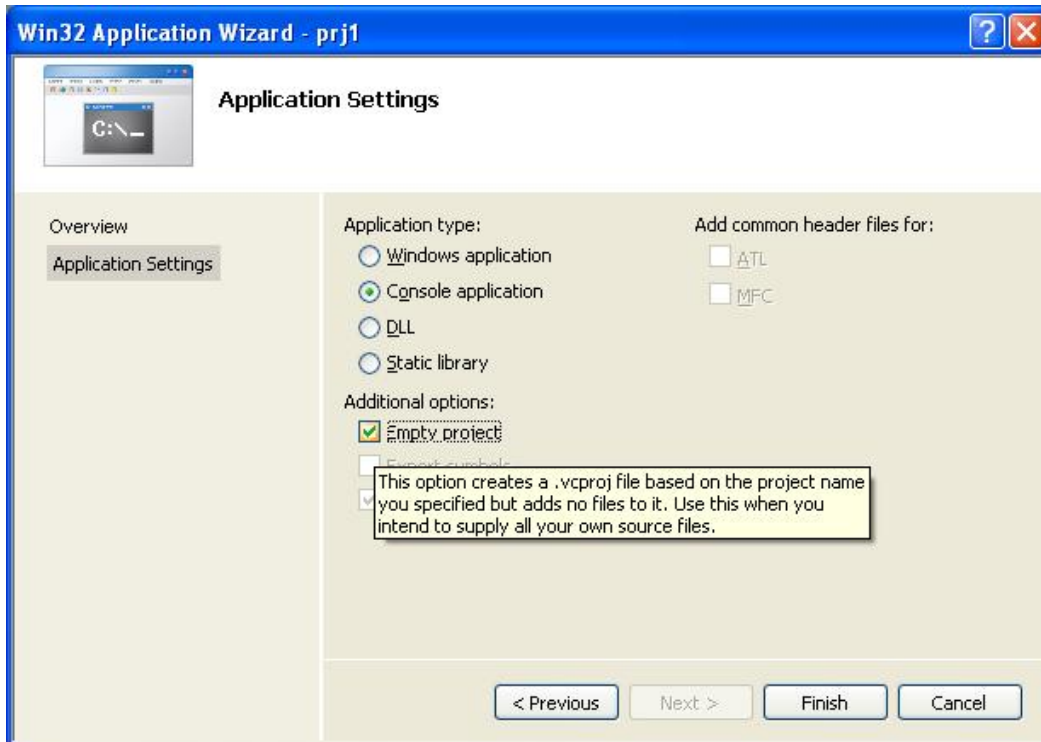 Win32 Application Wizard - prj1
C:\_
Application Settings
Overview
Application Settings
Application type:
Windows application
Console application
DLL
Static library
Add common header files for:
ATL
MFC
Additional options:
Empty project
Export symbols
This option creates a .vcproj file based on the project name
you specified but adds no files to it. Use this when you
intend to supply all your own source files.
< Previous
Next >
Finish
Cancel